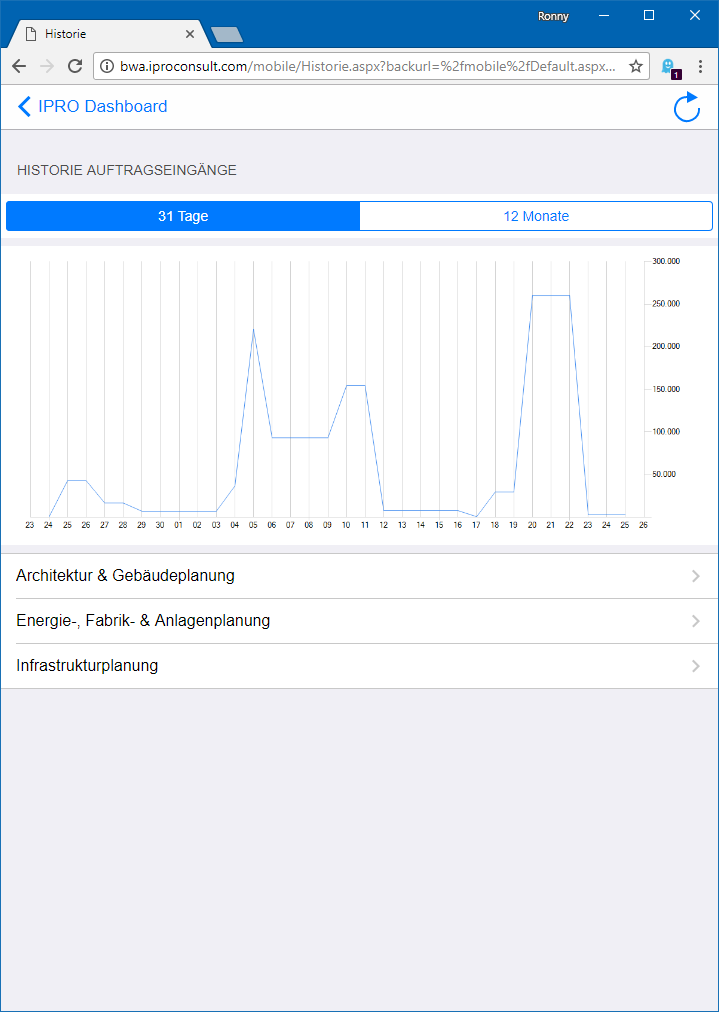 Ronny
Historie
bwa.iproconsult.com/mobile/Historie.aspx?backurl=%2fmobile%2fDefault.aspx...
1
IPRO Dashboard
HISTORIE AUFTRAGSEINGÄNGE
31 Tage 12 Monate
300.000
250.000
200.000
150.000
100.000
50.000
23 24 25 26 27 28 29 30 01 02 03 04 05 06 07 08 09 10 11 12 13 14 15 16 17 18 19 20 21 22 23 24 25 26
Architektur & Gebäudeplanung
Energie-, Fabrik- & Anlagenplanung
Infrastrukturplanung